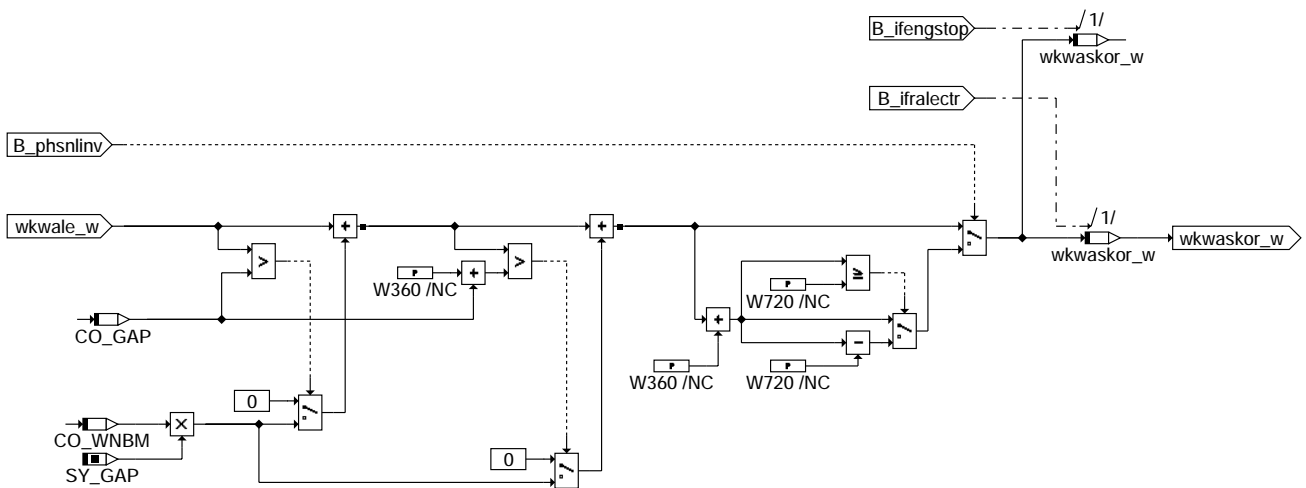 B_ifengstop
/1/
wkwaskor_w
B_ifralectr
B_phsnlinv
wkwale_w
/1/
wkwaskor_w
wkwaskor_w
>
>
P
W360 /NC
P
W720 /NC
≥
CO_GAP
P
W360 /NC
P
W720 /NC
0
CO_WNBM
SY_GAP
0